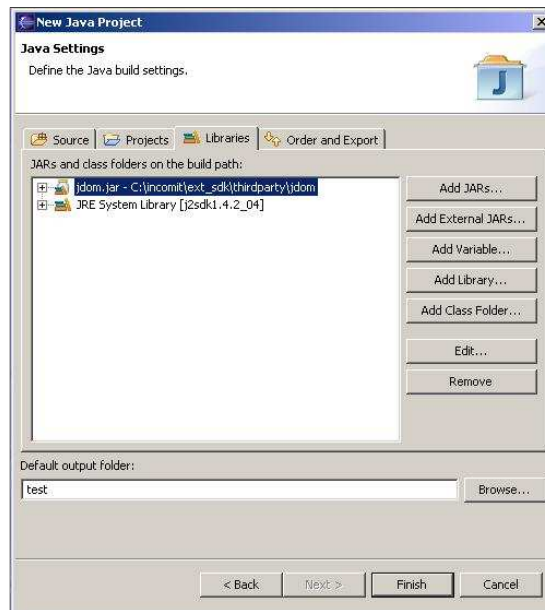 New Java Project
Java Settings
Define the Java build settings.
Source Projects Libraries Order and Export
JARs and class folders on the build path:
jdom.jar - C:\incomit\ext_sdk\thirdparty\jdom
JRE System Library [j2sdk1.4.2_04]
Add JARs...
Add External JARs...
Add Variable...
Add Library...
Add Class Folder...
Edit...
Remove
Default output folder:
test
Browse...
< Back Next > Finish Cancel